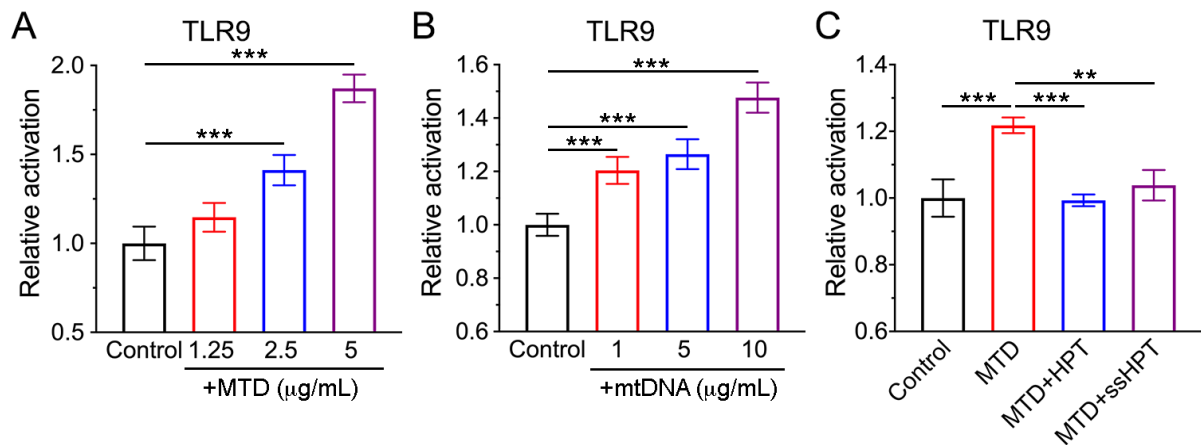 A
TLR9
Relative activation
2.0
1.5
1.0
0.5
***
***
Control 1.25 2.5 5
+MTD (μg/mL)
B
TLR9
Relative activation
1.6
1.4
1.2
1.0
0.8
0.6
***
***
***
Control 1 5 10
+mtDNA (μg/mL)
C
TLR9
Relative activation
1.4
1.2
1.0
0.8
0.6
**
*** ***
Control
MTD
MTD+HPT
MTD+ssHPT